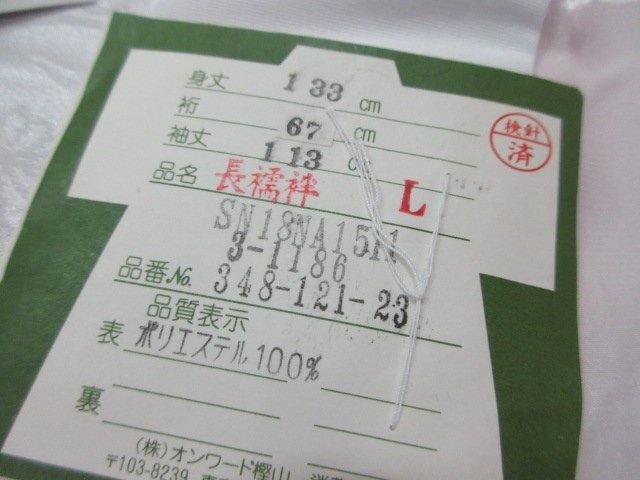 身丈 133 cm
裄 67 cm
袖丈 113 c
検針
済
品名 長襦袢 L
SN18NA15H
3-1186
品番No. 348-121-23
品質表示
表 ポリエステル100%
裏
(株)オンワード樫山
〒103-8239